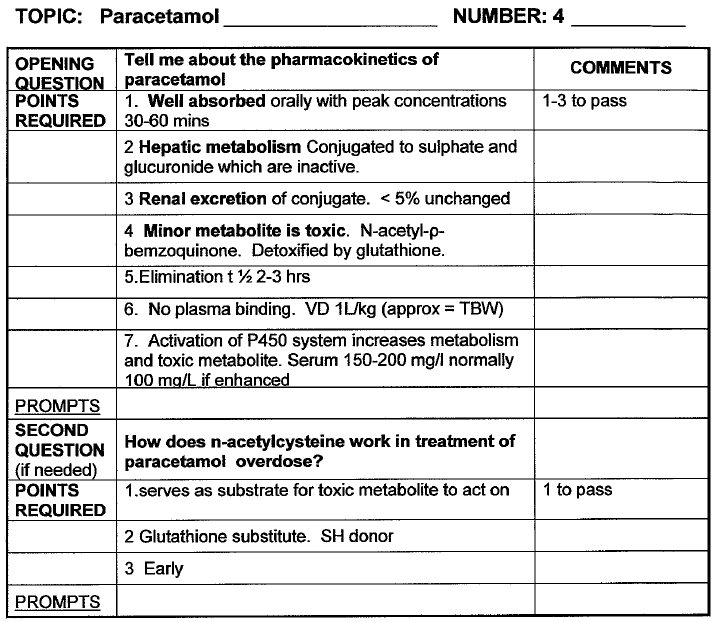 TOPIC: Paracetamol NUMBER: 4
OPENING QUESTION
Tell me about the pharmacokinetics of
paracetamol
COMMENTS
POINTS
REQUIRED
1. Well absorbed orally with peak concentrations
30-60 mins
1-3 to pass
2 Hepatic metabolism Conjugated to sulphate and
glucuronide which are inactive.
3 Renal excretion of conjugate. < 5% unchanged
4 Minor metabolite is toxic. N-acetyl-ρ-
bemzoquinone. Detoxified by glutathione.
5.Elimination t ½ 2-3 hrs
6. No plasma binding. VD 1L/kg (approx = TBW)
7. Activation of P450 system increases metabolism
and toxic metabolite. Serum 150-200 mg/l normally
100 mg/L if enhanced
PROMPTS
SECOND
QUESTION
(if needed)
How does n-acetylcysteine work in treatment of
paracetamol overdose?
POINTS
REQUIRED
1.serves as substrate for toxic metabolite to act on
1 to pass
2 Glutathione substitute. SH donor
3 Early
PROMPTS